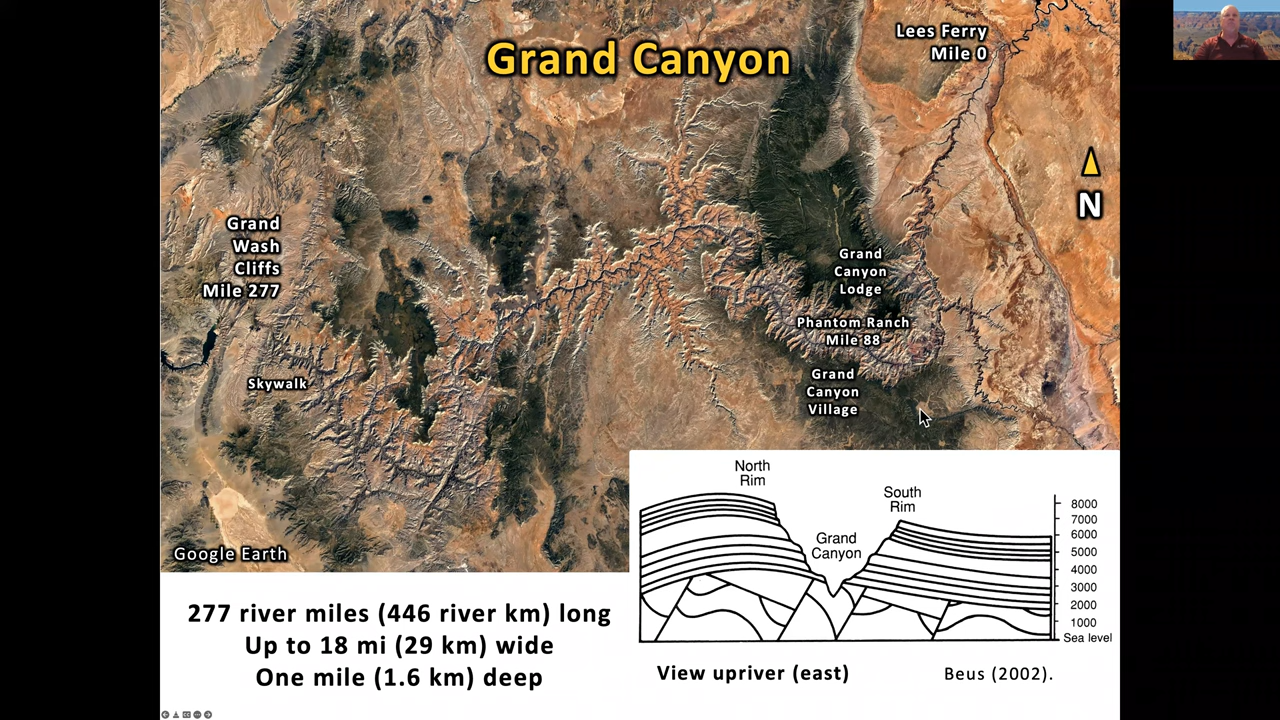 Grand Canyon
Lees Ferry
Mile 0
N
Grand
Wash
Cliffs
Mile 277
Grand
Canyon
Lodge
Phantom Ranch
Mile 88
Skywalk
Grand
Canyon
Village
Google Earth
North
Rim
South
Rim
Grand
Canyon
8000
7000
6000
5000
4000
3000
2000
1000
Sea level
277 river miles (446 river km) long
Up to 18 mi (29 km) wide
One mile (1.6 km) deep
View upriver (east)
Beus (2002).